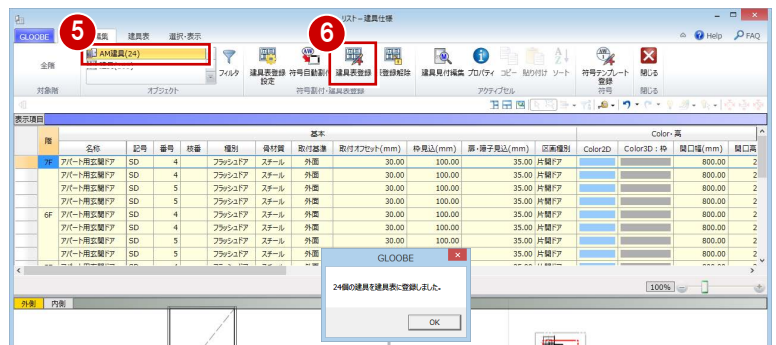 リスト－建具仕様
GLOOBE 編集 建具表 選択・表示 Help FAQ
5
6
全階
AM建具(24)
フィルタ
建具表登録設定 符号自動割付 建具表登録 登録解除
建具見付編集 プロパティ コピー 貼り付け ソート
符号テンプレート登録 閉じる
対象階 オブジェクト 符号割付・建具表登録 アクティブセル 符号 閉じる
表示項目
階 基本 Color・高
名称 記号 番号 枝番 種別 骨材質 取付基準 取付オフセット(mm) 枠見込(mm) 扉・障子見込(mm) 区画種別 Color2D Color3D：枠 開口幅(mm) 開口高
7F アパート用玄関ドア SD 4 フラッシュドア スチール 外面 30.00 100.00 35.00 片開ドア 800.00 2
アパート用玄関ドア SD 4 フラッシュドア スチール 外面 30.00 100.00 35.00 片開ドア 800.00 2
アパート用玄関ドア SD 5 フラッシュドア スチール 外面 30.00 100.00 35.00 片開ドア 800.00 2
アパート用玄関ドア SD 5 フラッシュドア スチール 外面 30.00 100.00 35.00 片開ドア 800.00 2
6F アパート用玄関ドア SD 4 フラッシュドア スチール 外面 30.00 100.00 35.00 片開ドア 800.00 2
アパート用玄関ドア SD 4 フラッシュドア スチール 外面 30.00 100.00 35.00 片開ドア 800.00 2
アパート用玄関ドア SD 5 フラッシュドア スチール 外面 30.00 100.00 35.00 片開ドア 800.00 2
アパート用玄関ドア SD 5 フラッシュドア スチール 外面 35.00 片開ドア 800.00 2
GLOOBE
24個の建具を建具表に登録しました。
OK
100%
外側 内側